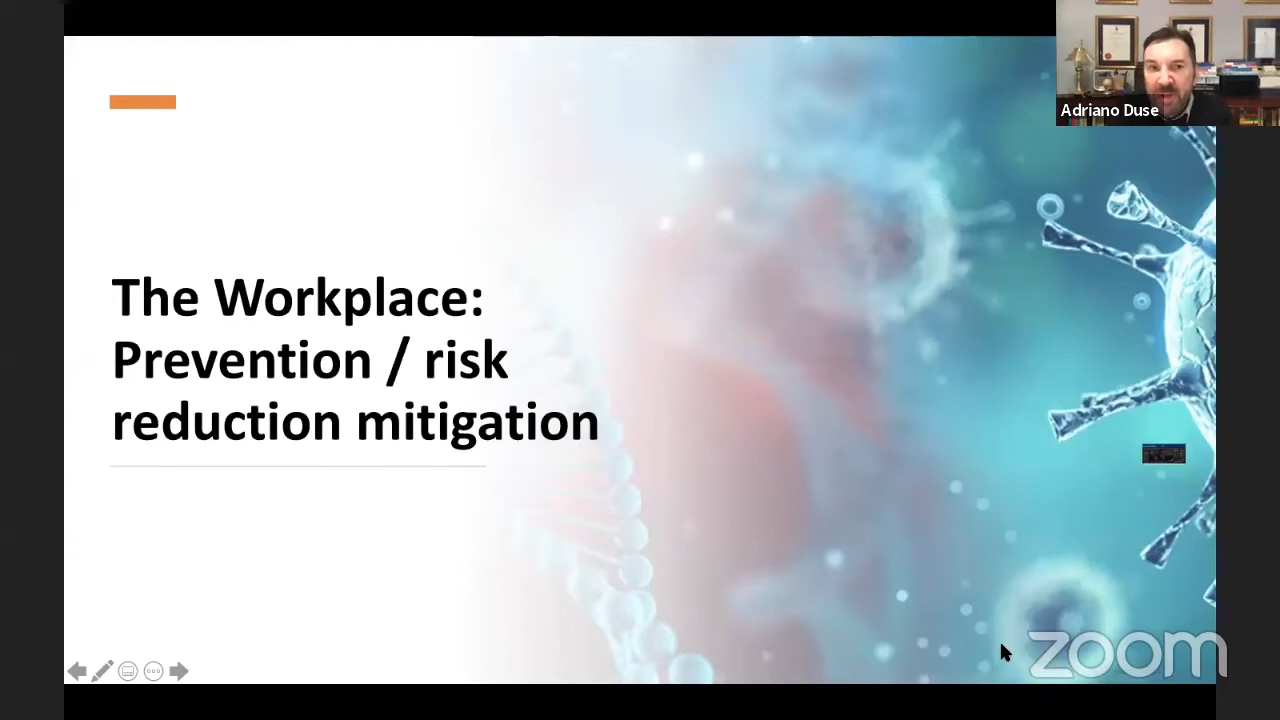 Adriano Duse
The Workplace:
Prevention / risk
reduction mitigation
zoom